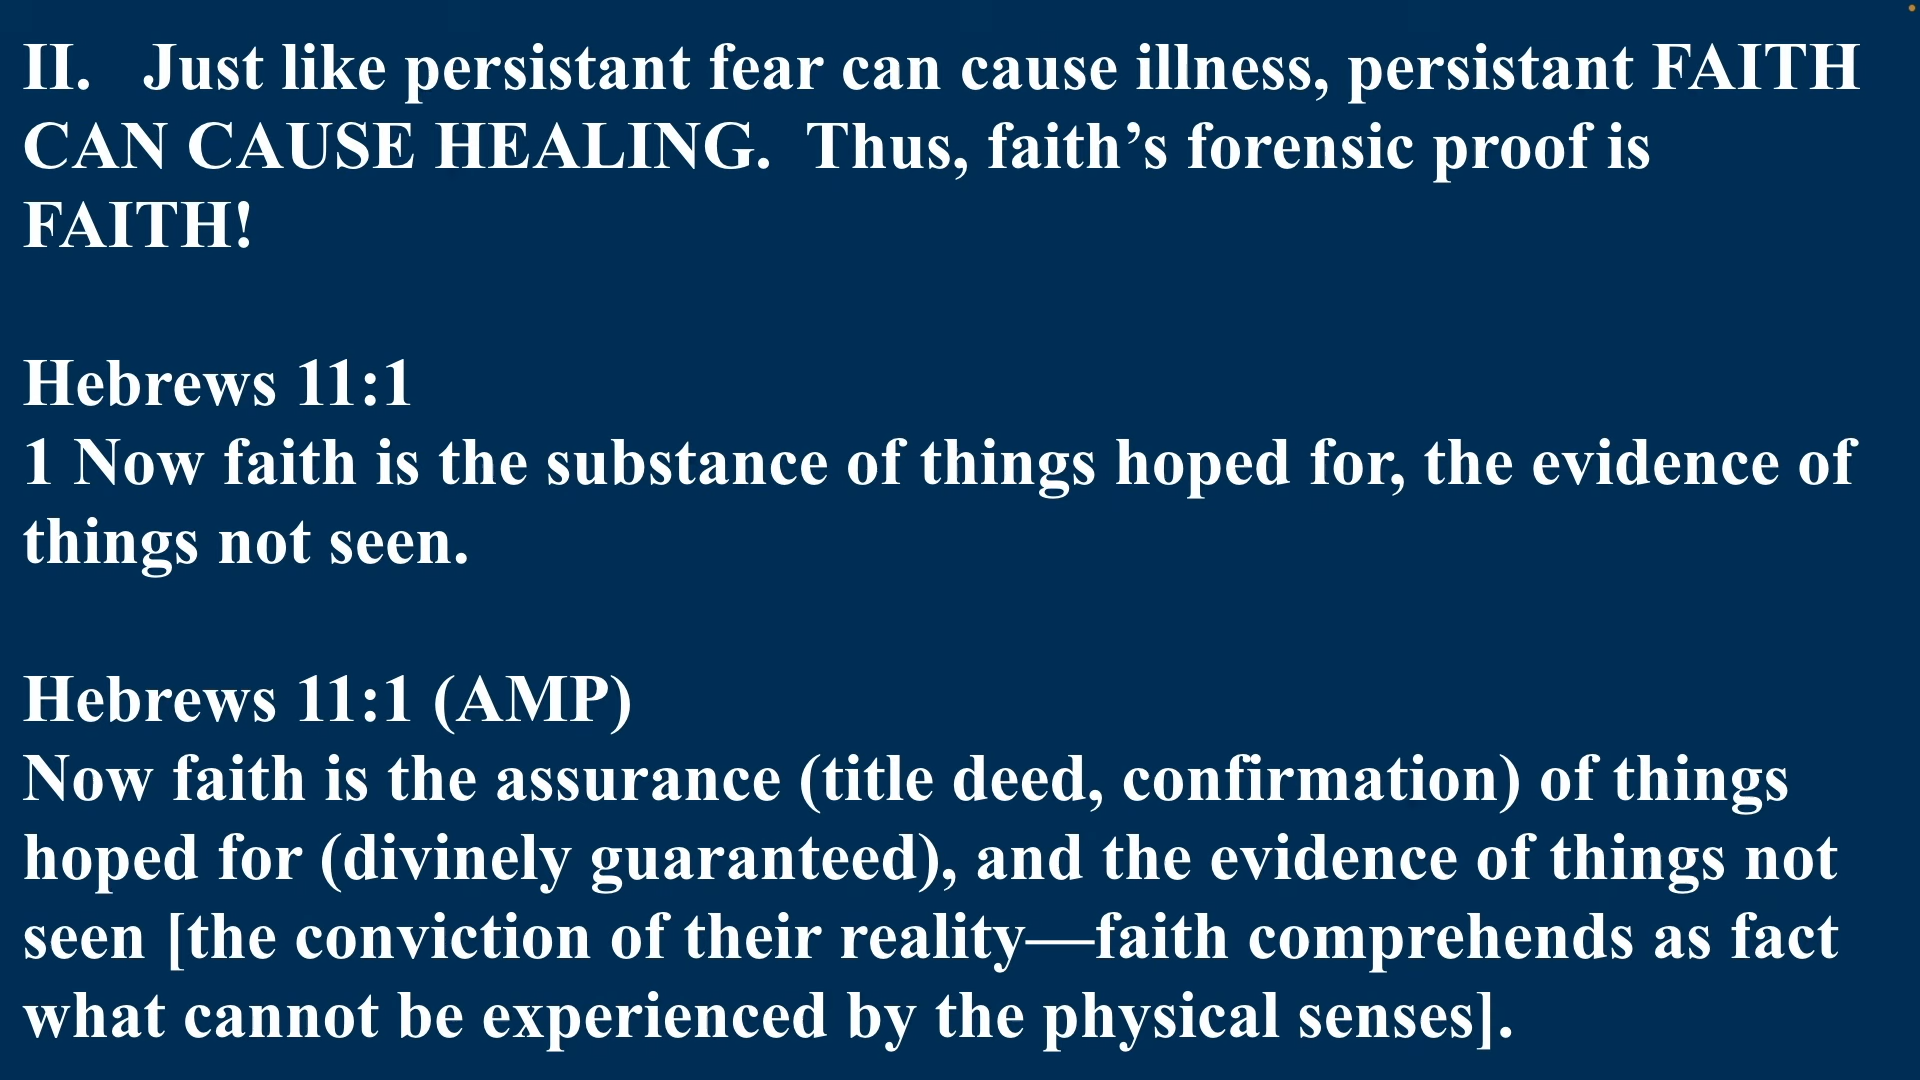 II.   Just like persistant fear can cause illness, persistant FAITH
CAN CAUSE HEALING.  Thus, faith’s forensic proof is
FAITH!
Hebrews 11:1
1 Now faith is the substance of things hoped for, the evidence of
things not seen.
Hebrews 11:1 (AMP)
Now faith is the assurance (title deed, confirmation) of things
hoped for (divinely guaranteed), and the evidence of things not
seen [the conviction of their reality—faith comprehends as fact
what cannot be experienced by the physical senses].